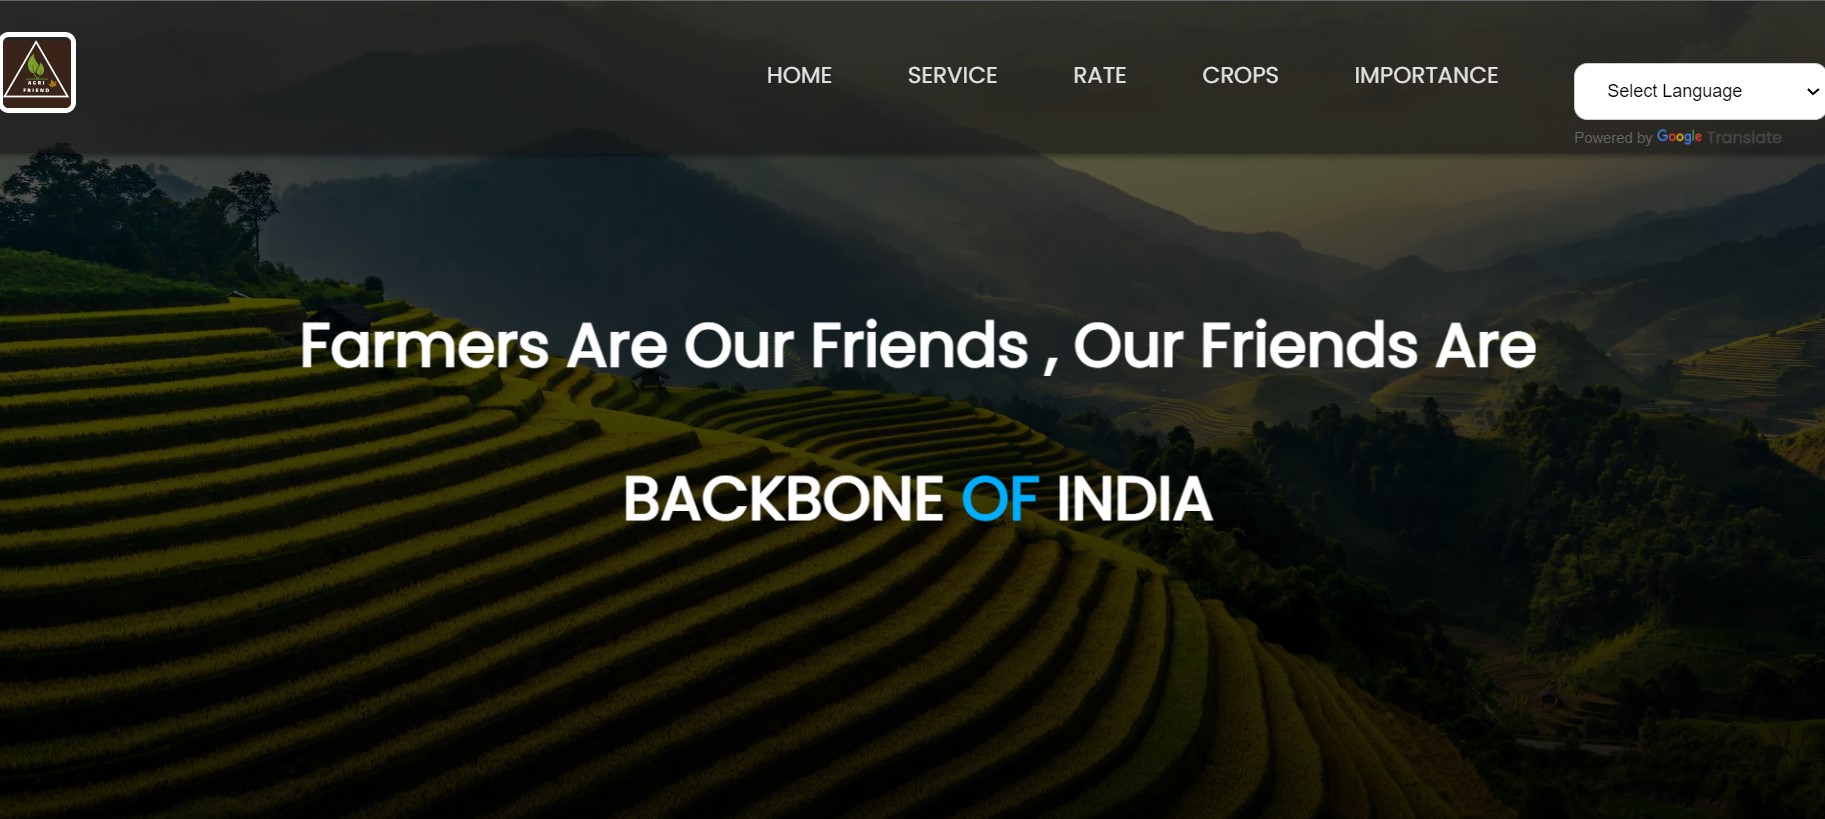 AGRI
FRIEND
HOME SERVICE RATE CROPS IMPORTANCE
Select Language
Powered by Google Translate
Farmers Are Our Friends , Our Friends Are
BACKBONE OF INDIA